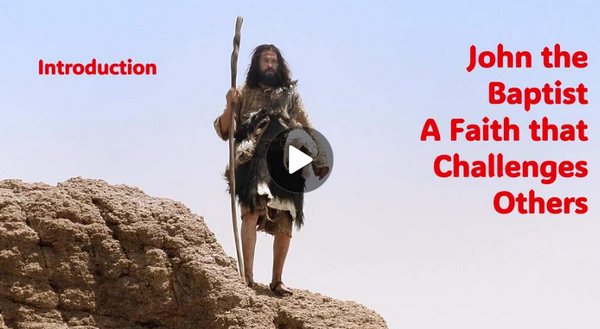 Introduction
John the
Baptist
A Faith that
Challenges
Others